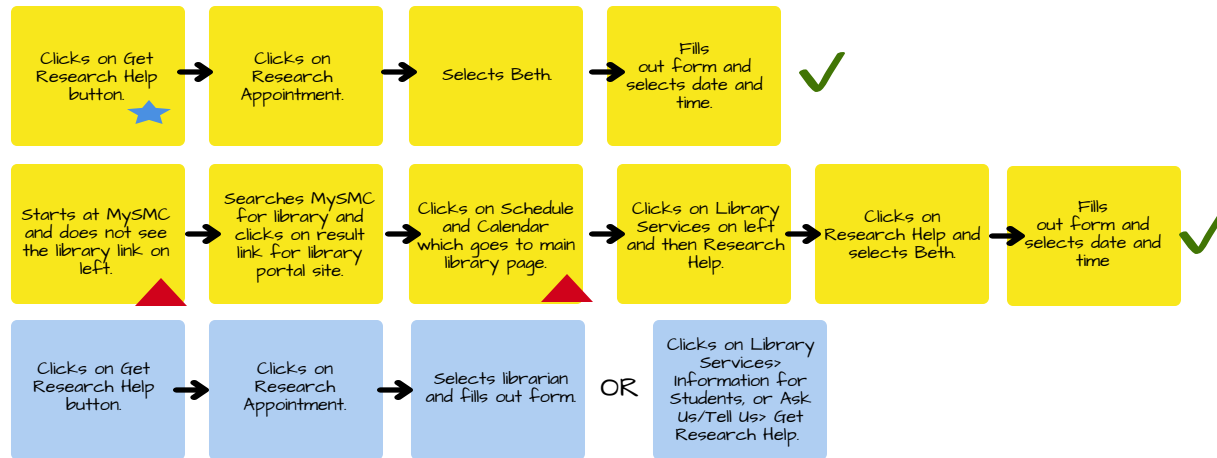 Clicks on Get
Research Help
button.
Clicks on
Research
Appointment.
Selects Beth.
Fills
out form and
selects date and
time.
Starts at MySMC
and does not see
the library link on
left.
Searches MySMC
for library and
clicks on result
link for library
portal site.
Clicks on Schedule
and Calendar
which goes to main
library page.
Clicks on Library
Services on left
and then Research
Help.
Clicks on
Research Help and
selects Beth.
Fills
out form and
selects date and
time
Clicks on Get
Research Help
button.
Clicks on
Research
Appointment.
Selects librarian
and fills out form.
OR
Clicks on Library
Services>
Information for
Students, or Ask
Us/Tell Us> Get
Research Help.